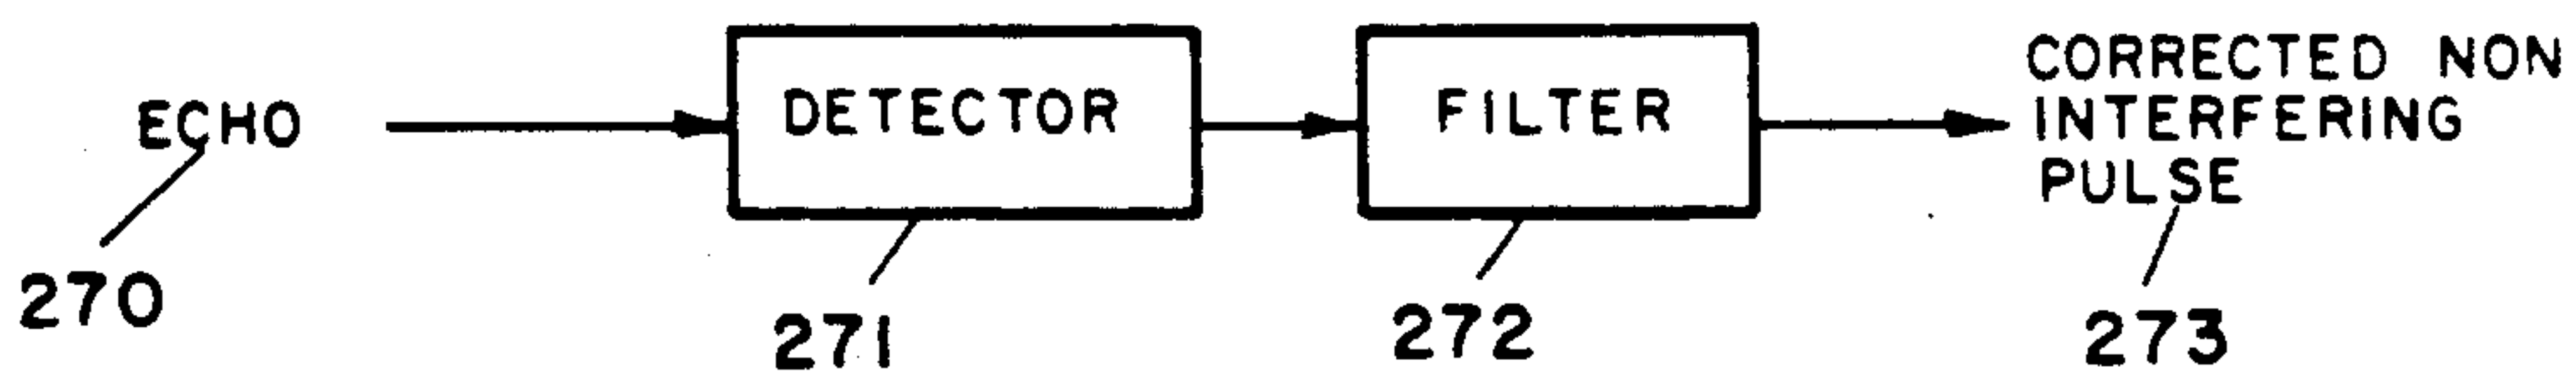 ECHO
DETECTOR
FILTER
CORRECTED NON
INTERFERING
PULSE
270
271
272
273